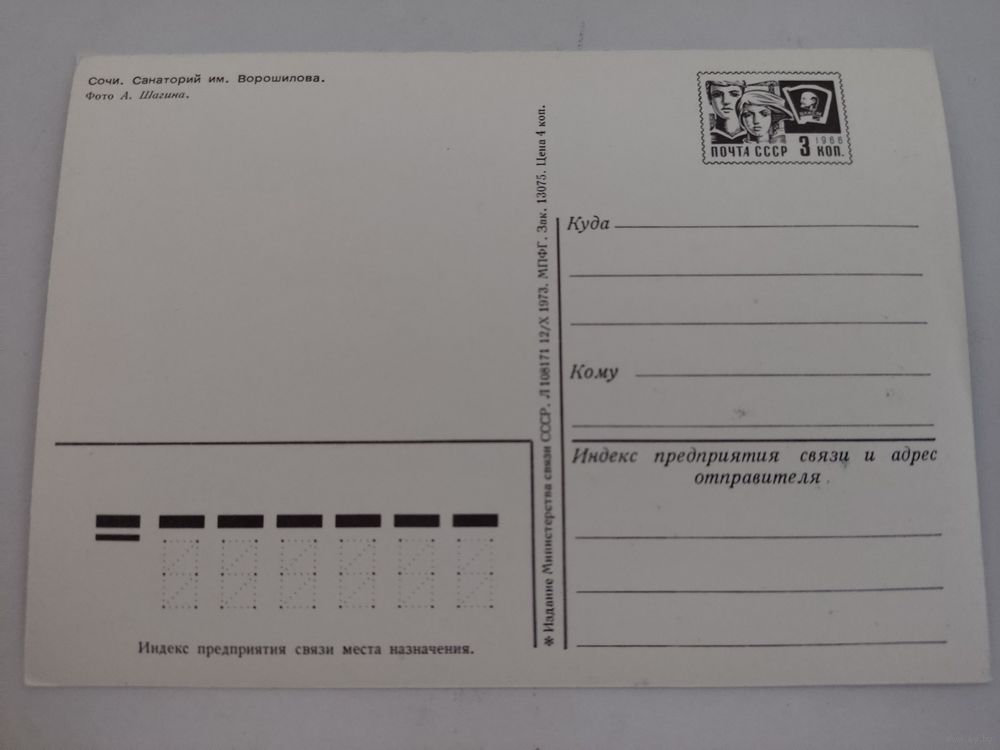 Сочи. Санаторий им. Ворошилова.
Фото А. Шагина.
ПОЧТА СССР 3 КОП.
1966
✻ Издание Министерства связи СССР. Л 108171 12/X 1973. МПФГ. Зак. 13075. Цена 4 коп.
Куда
Кому
Индекс предприятия связи и адрес
отправителя
Индекс предприятия связи места назначения.